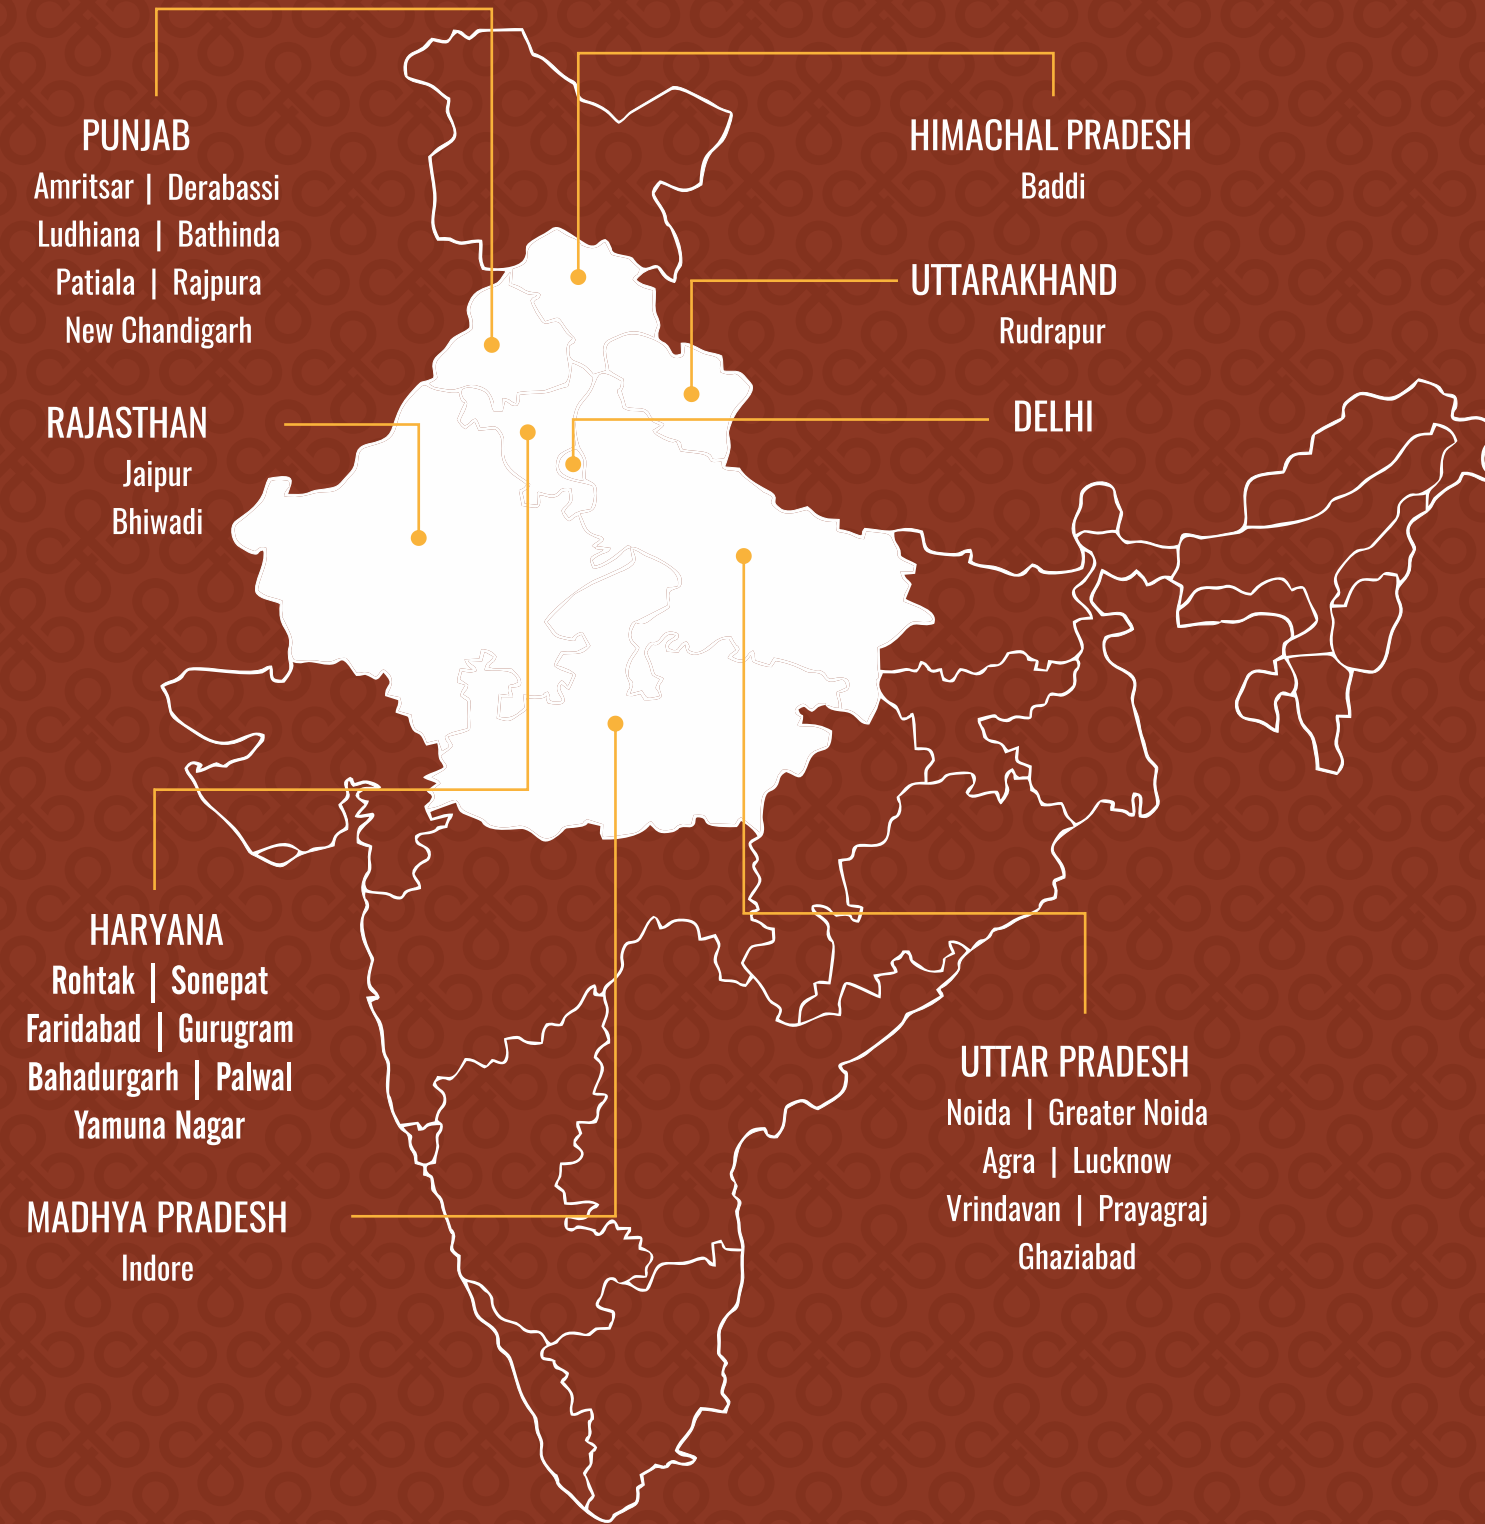 PUNJAB
Amritsar | Derabassi
Ludhiana | Bathinda
Patiala | Rajpura
New Chandigarh
RAJASTHAN
Jaipur
Bhiwadi
HIMACHAL PRADESH
Baddi
UTTARAKHAND
Rudrapur
DELHI
HARYANA
Rohtak | Sonepat
Faridabad | Gurugram
Bahadurgarh | Palwal
Yamuna Nagar
MADHYA PRADESH
Indore
UTTAR PRADESH
Noida | Greater Noida
Agra | Lucknow
Vrindavan | Prayagraj
Ghaziabad